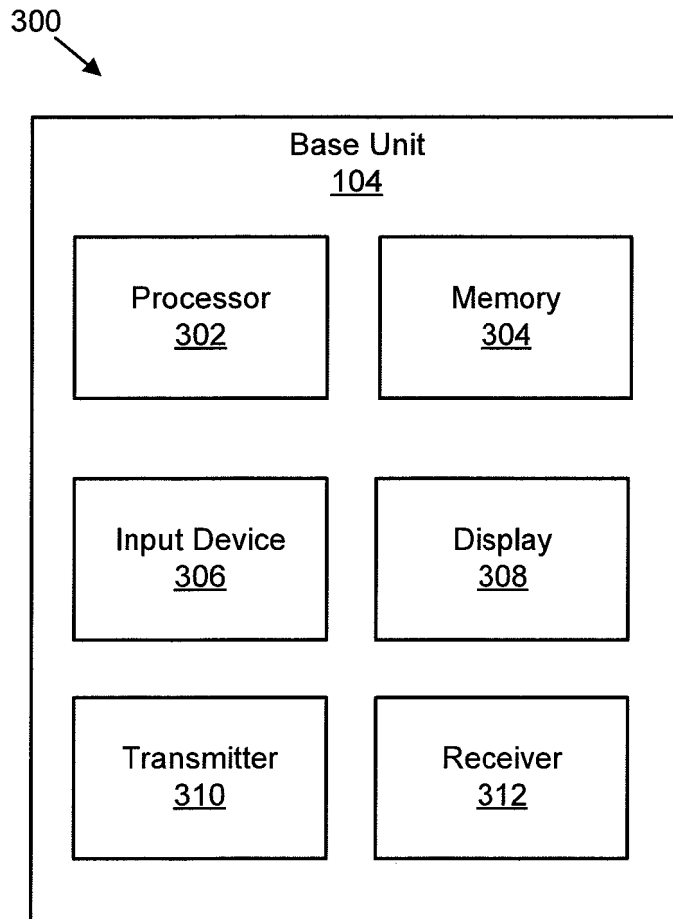 300
Base Unit
104
Processor
302
Memory
304
Input Device
306
Display
308
Transmitter
310
Receiver
312